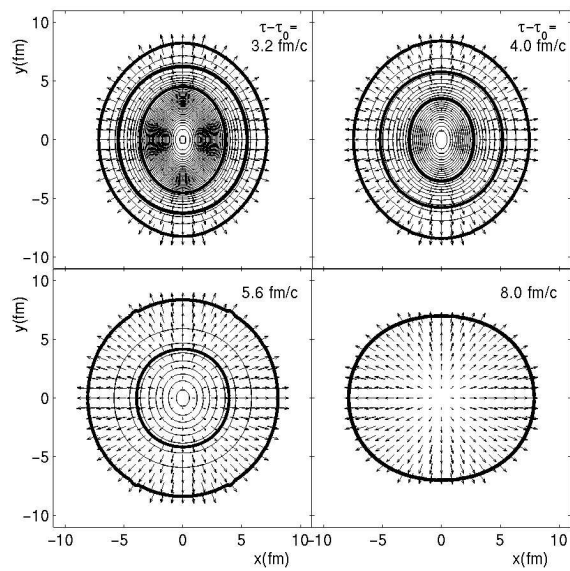 τ−τ₀=
3.2 fm/c
τ−τ₀=
4.0 fm/c
y(fm)
10
5
0
−5
−10
5.6 fm/c
8.0 fm/c
y(fm)
10
5
0
−5
−10
−10 −5 0 5 10 −10 −5 0 5 10
x(fm) x(fm)